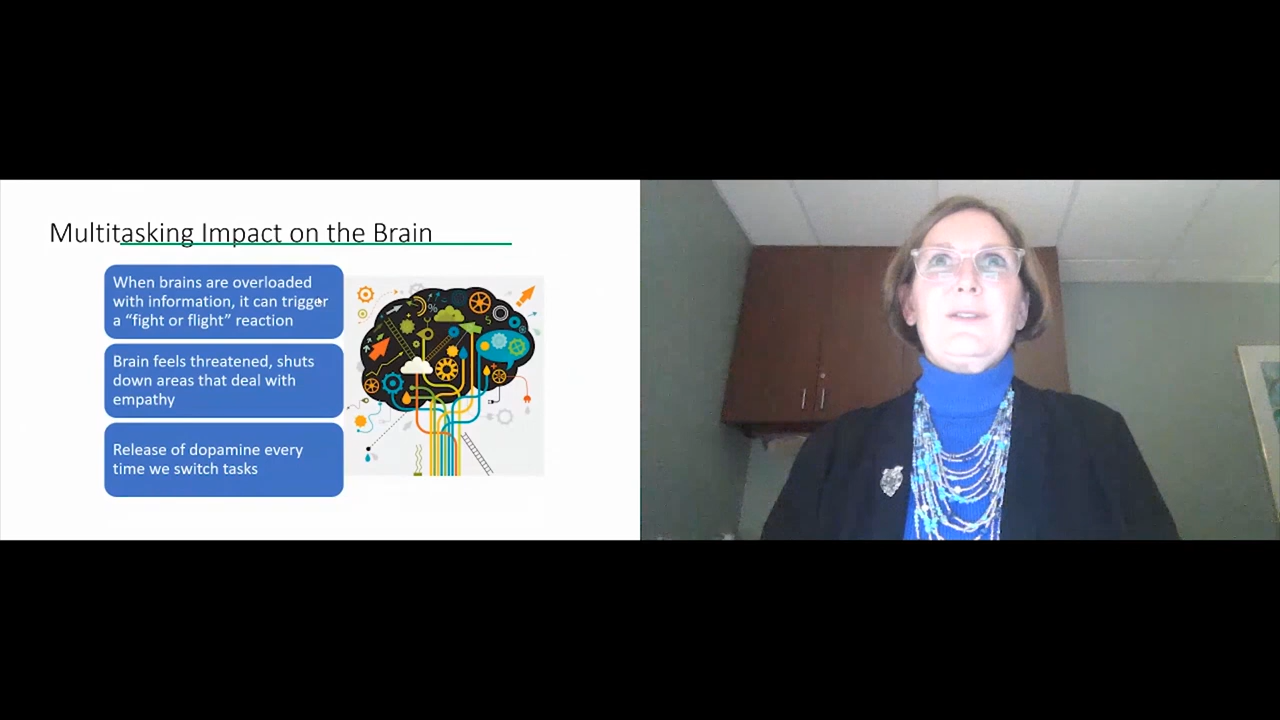 Multitasking Impact on the Brain
When brains are overloaded
with information, it can trigger
a “fight or flight” reaction
Brain feels threatened, shuts
down areas that deal with
empathy
Release of dopamine every
time we switch tasks